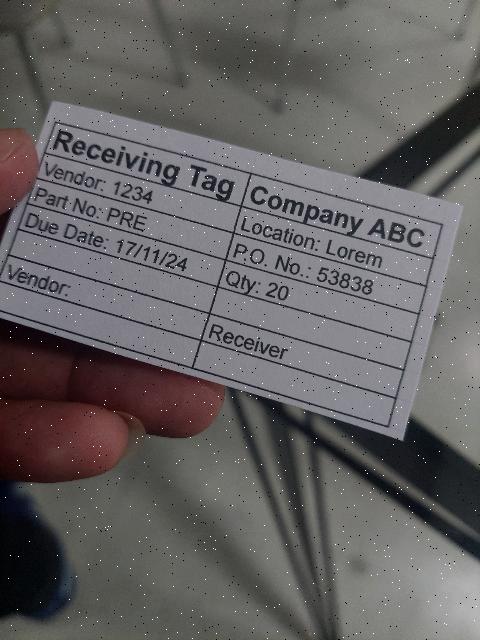 Receiving Tag
Company ABC
Vendor: 1234
Location: Lorem
Part No: PRE
P.O. No.: 53838
Due Date: 17/11/24
Qty: 20
Vendor:
Receiver